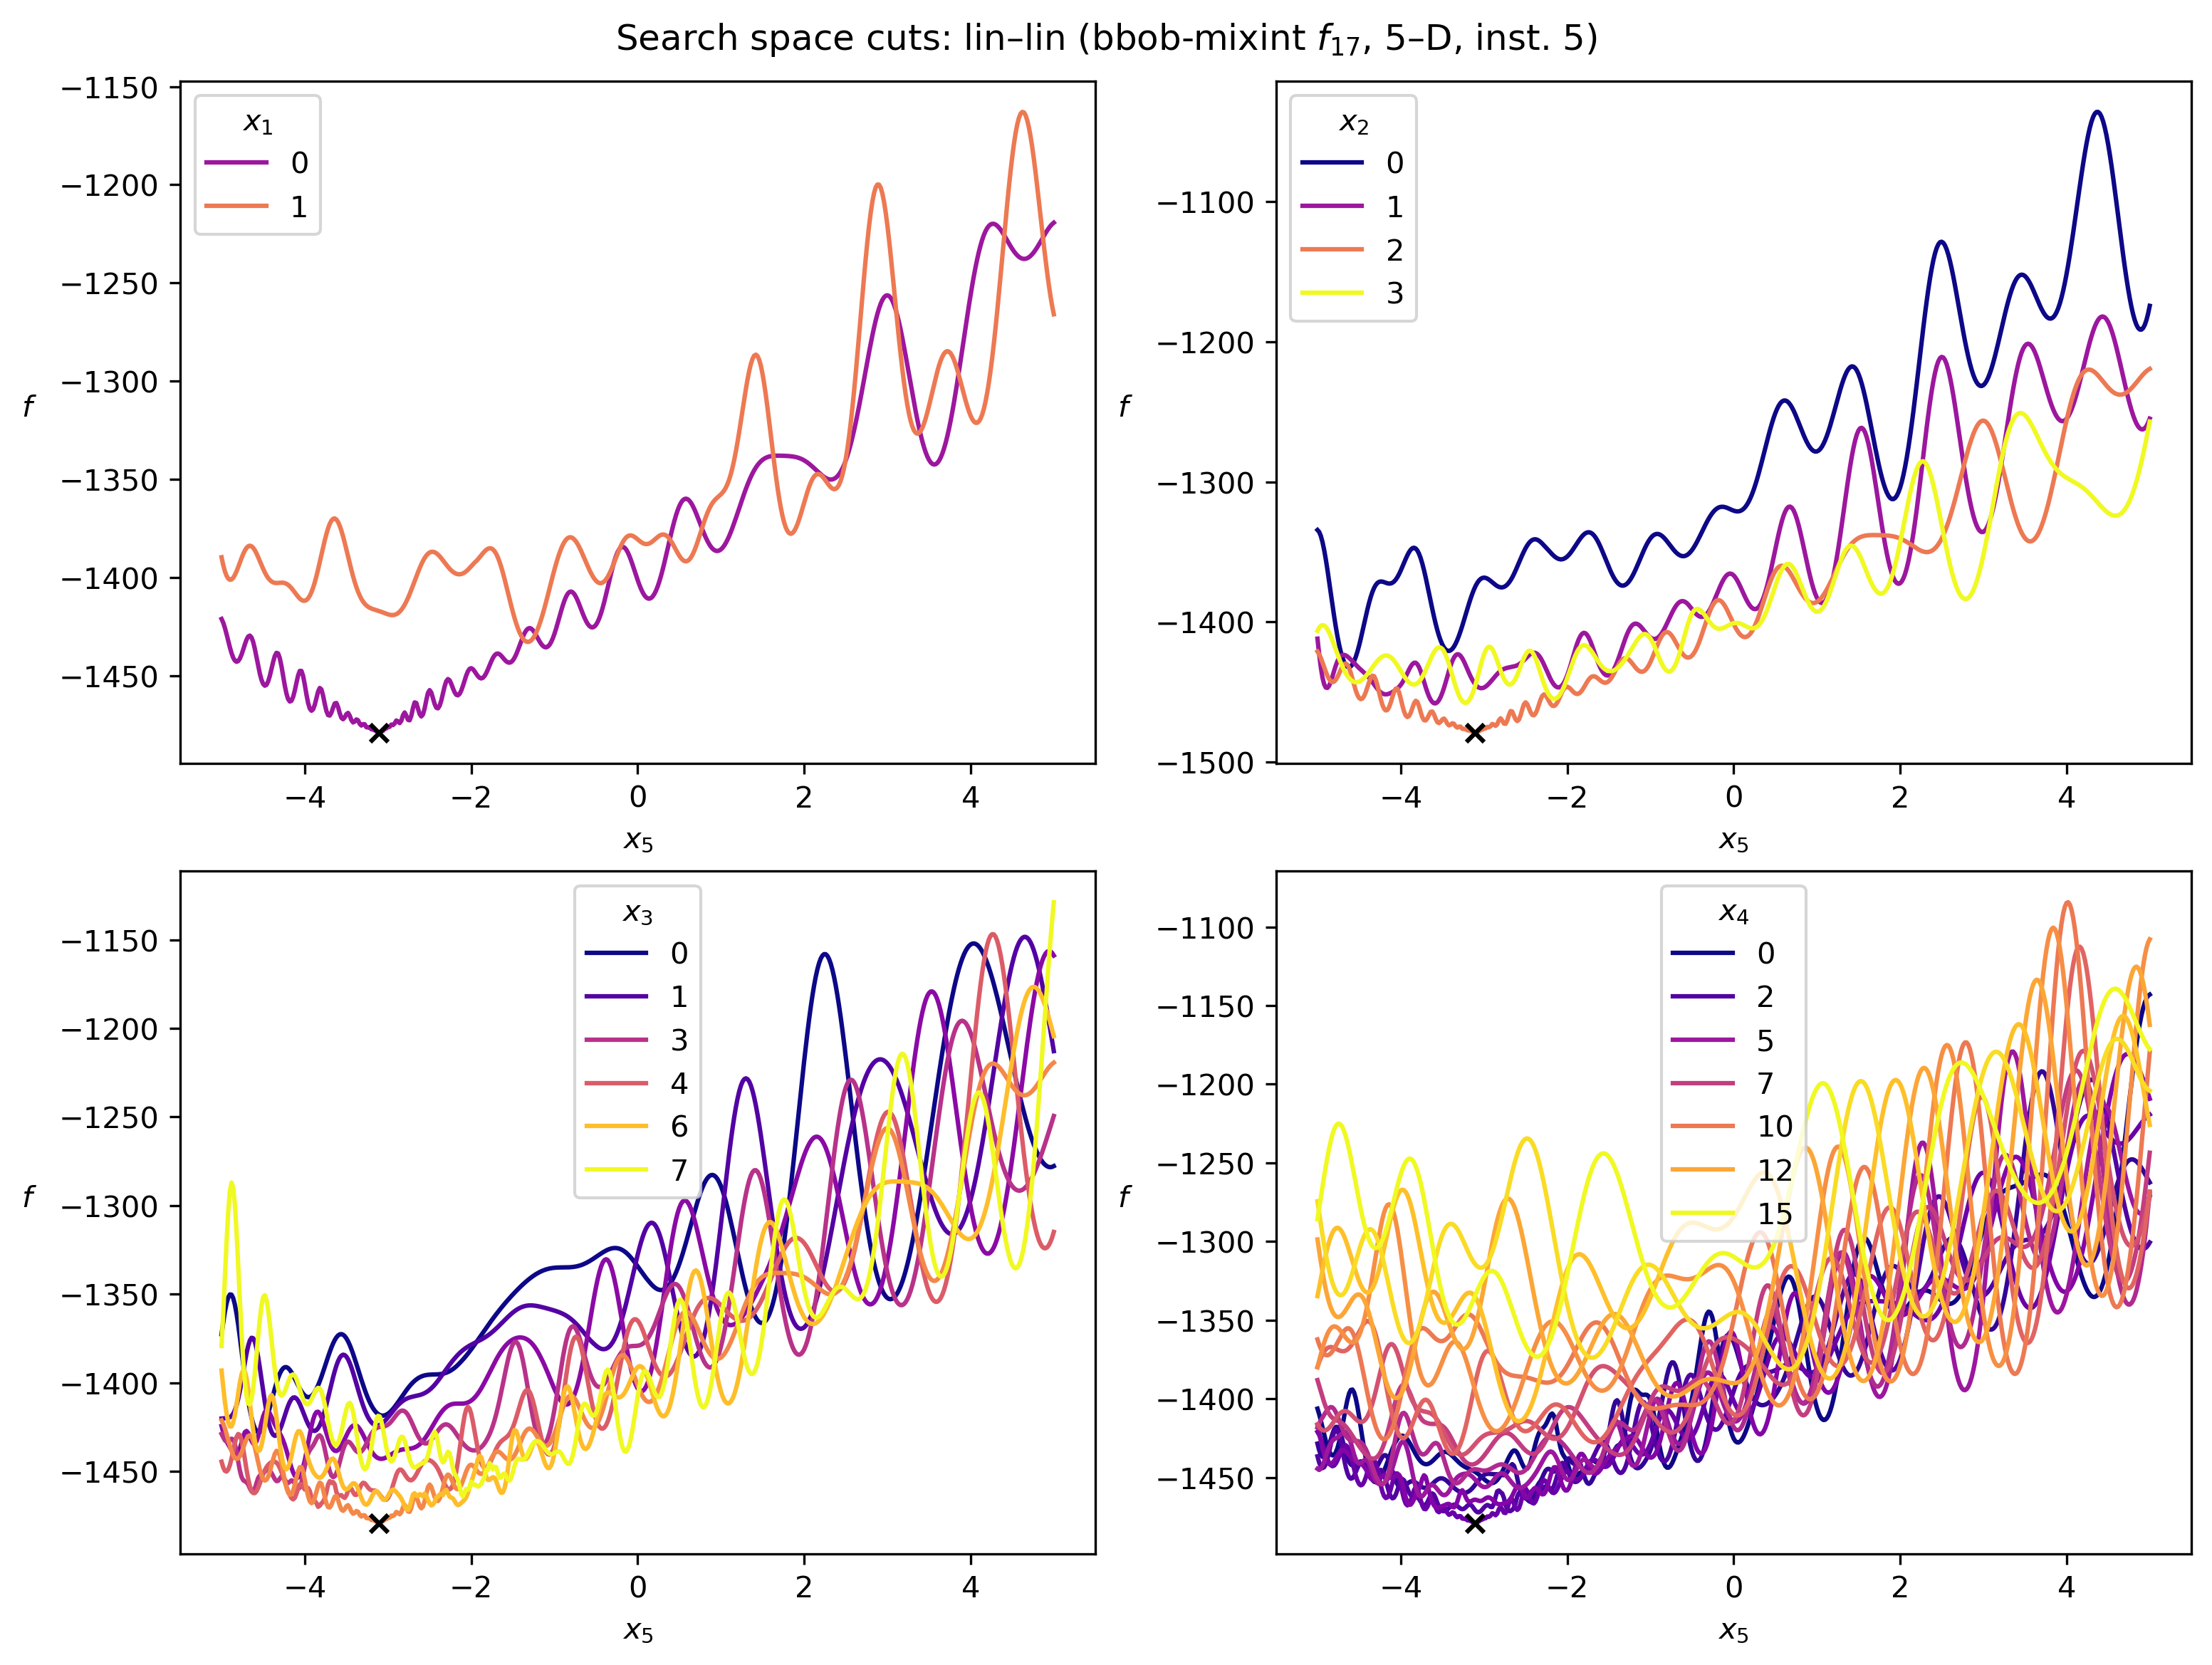 Search space cuts: lin–lin (bbob-mixint f₁₇, 5–D, inst. 5)
−1150
−1200
−1250
−1300
−1350
−1400
−1450
f
x₁
0
1
−4 −2 0 2 4
x₅
−1100
−1200
−1300
−1400
−1500
f
x₂
0
1
2
3
−4 −2 0 2 4
x₅
−1150
−1200
−1250
−1300
−1350
−1400
−1450
f
x₃
0
1
3
4
6
7
−4 −2 0 2 4
x₅
−1100
−1150
−1200
−1250
−1300
−1350
−1400
−1450
f
x₄
0
2
5
7
10
12
15
−4 −2 0 2 4
x₅